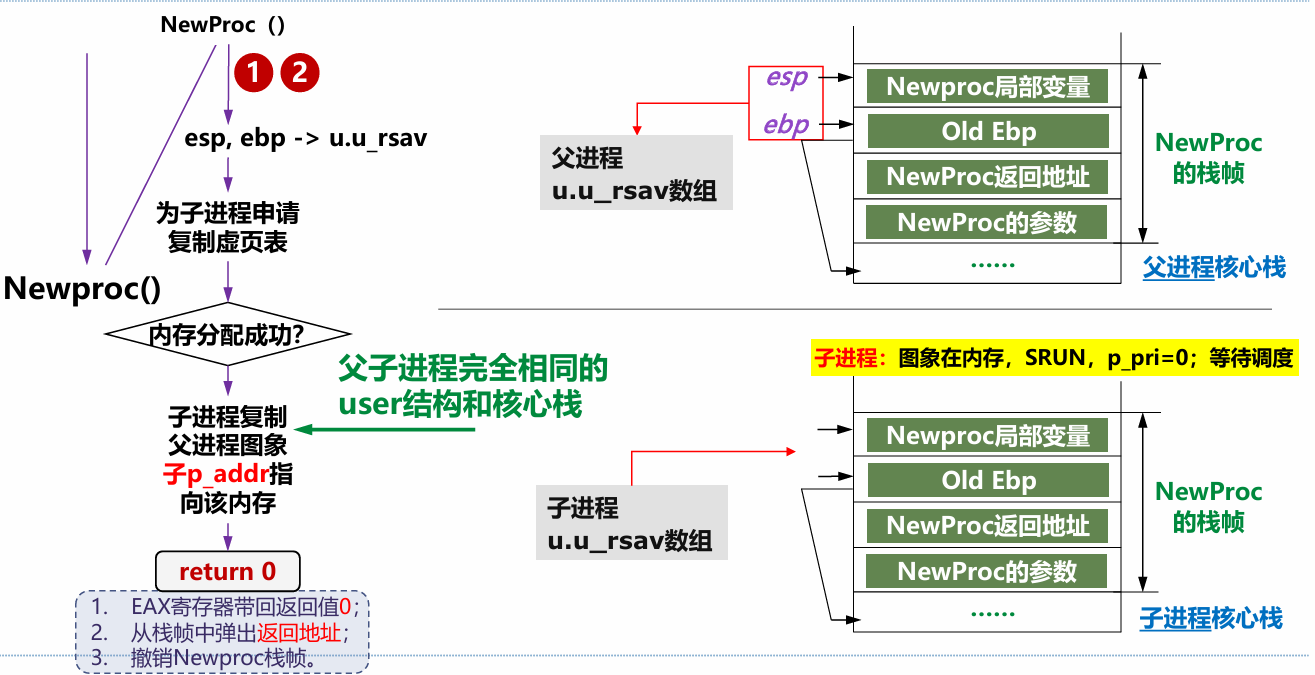 NewProc（）
1 2
esp, ebp -> u.u_rsav
为子进程申请
复制虚页表
Newproc()
内存分配成功?
父子进程完全相同的
user结构和核心栈
子进程复制
父进程图象
子p_addr指
向该内存
return 0
1. EAX寄存器带回返回值0；
2. 从栈帧中弹出返回地址；
3. 撤销Newproc栈帧。
esp
ebp
父进程
u.u_rsav数组
Newproc局部变量
Old Ebp
NewProc返回地址
NewProc的参数
……
NewProc
的栈帧
父进程核心栈
子进程：图象在内存，SRUN，p_pri=0；等待调度
子进程
u.u_rsav数组
Newproc局部变量
Old Ebp
NewProc返回地址
NewProc的参数
……
NewProc
的栈帧
子进程核心栈